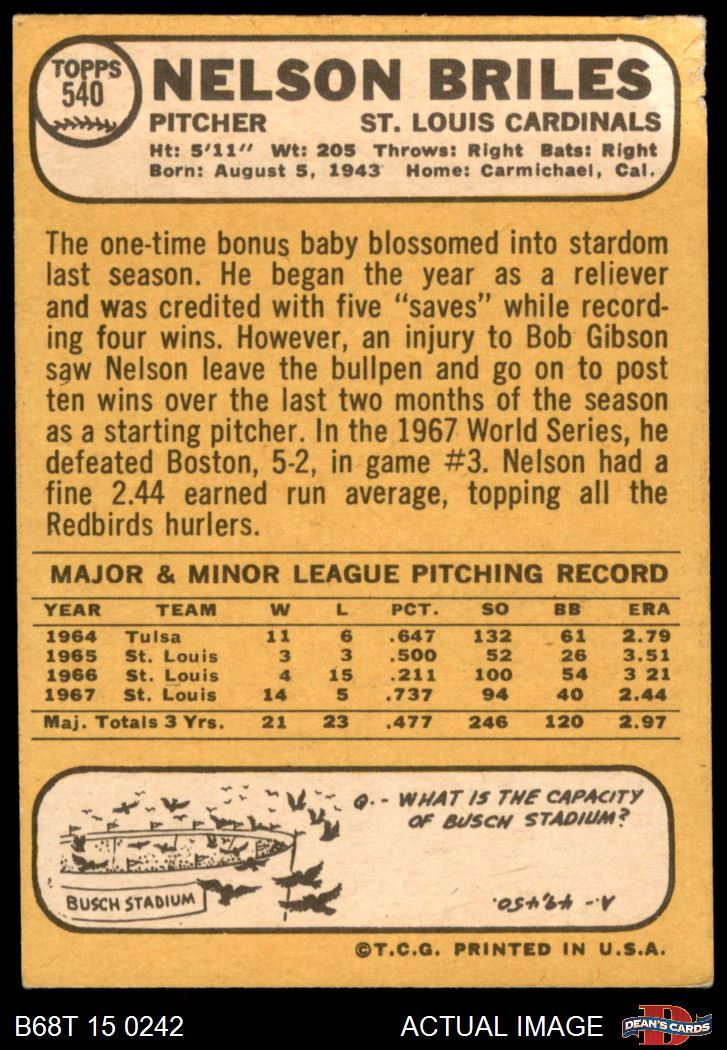 TOPPS
540
NELSON BRILES
PITCHER ST. LOUIS CARDINALS
Ht: 5'11" Wt: 205 Throws: Right Bats: Right
Born: August 5, 1943 Home: Carmichael, Cal.
The one-time bonus baby blossomed into stardom
last season. He began the year as a reliever
and was credited with five "saves" while record-
ing four wins. However, an injury to Bob Gibson
saw Nelson leave the bullpen and go on to post
ten wins over the last two months of the season
as a starting pitcher. In the 1967 World Series, he
defeated Boston, 5-2, in game #3. Nelson had a
fine 2.44 earned run average, topping all the
Redbirds hurlers.
MAJOR & MINOR LEAGUE PITCHING RECORD
YEAR TEAM W L PCT. SO BB ERA
1964 Tulsa 11 6 .647 132 61 2.79
1965 St. Louis 3 3 .500 52 26 3.51
1966 St. Louis 4 15 .211 100 54 3 21
1967 St. Louis 14 5 .737 94 40 2.44
Maj. Totals 3 Yrs. 21 23 .477 246 120 2.97
Q.- WHAT IS THE CAPACITY
OF BUSCH STADIUM?
BUSCH STADIUM
A.- 49,450.
©T.C.G. PRINTED IN U.S.A.
B68T 15 0242 ACTUAL IMAGE
D
DEAN'S CARDS